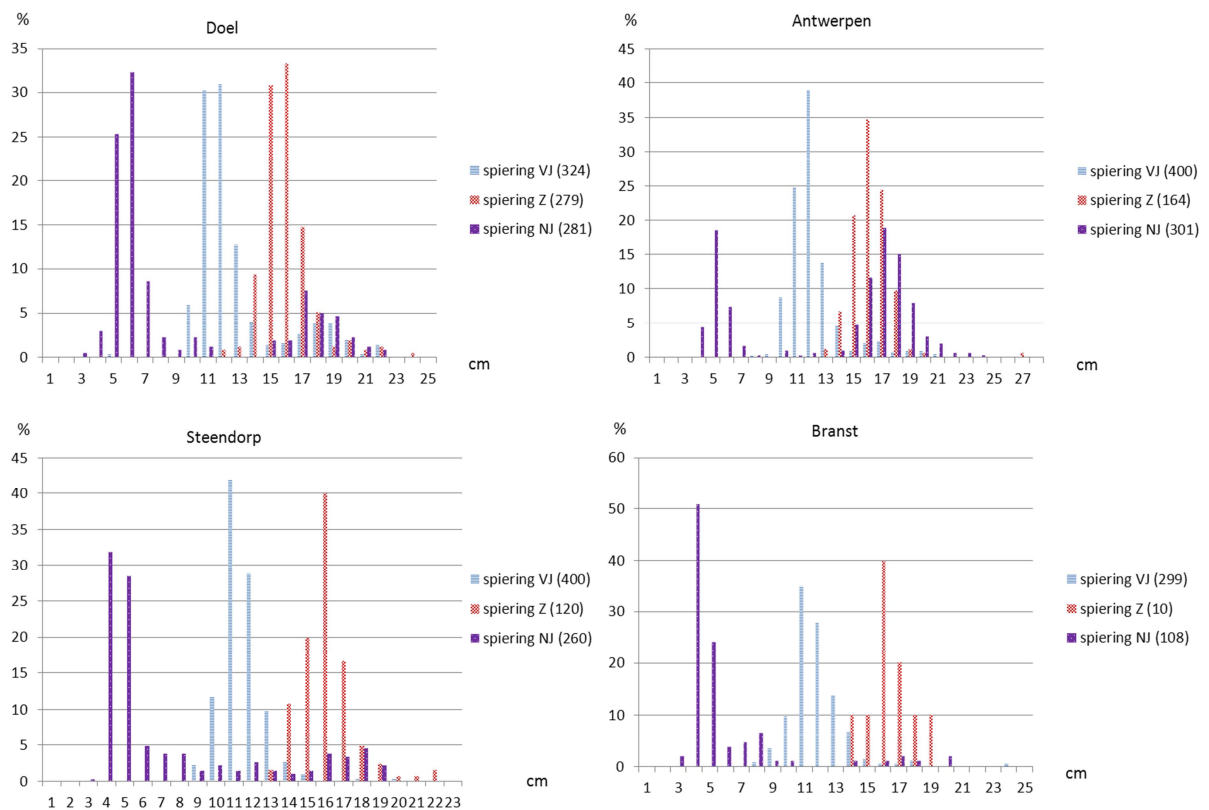 %
Doel
35
30
25
20
15
10
5
0
1 3 5 7 9 11 13 15 17 19 21 23 25
cm
spiering VJ (324)
spiering Z (279)
spiering NJ (281)
%
Antwerpen
45
40
35
30
25
20
15
10
5
0
1 3 5 7 9 11 13 15 17 19 21 23 25 27
cm
spiering VJ (400)
spiering Z (164)
spiering NJ (301)
%
Steendorp
45
40
35
30
25
20
15
10
5
0
1 2 3 4 5 6 7 8 9 10 11 12 13 14 15 16 17 18 19 20 21 22 23
cm
spiering VJ (400)
spiering Z (120)
spiering NJ (260)
%
Branst
60
50
40
30
20
10
0
1 3 5 7 9 11 13 15 17 19 21 23 25
cm
spiering VJ (299)
spiering Z (10)
spiering NJ (108)